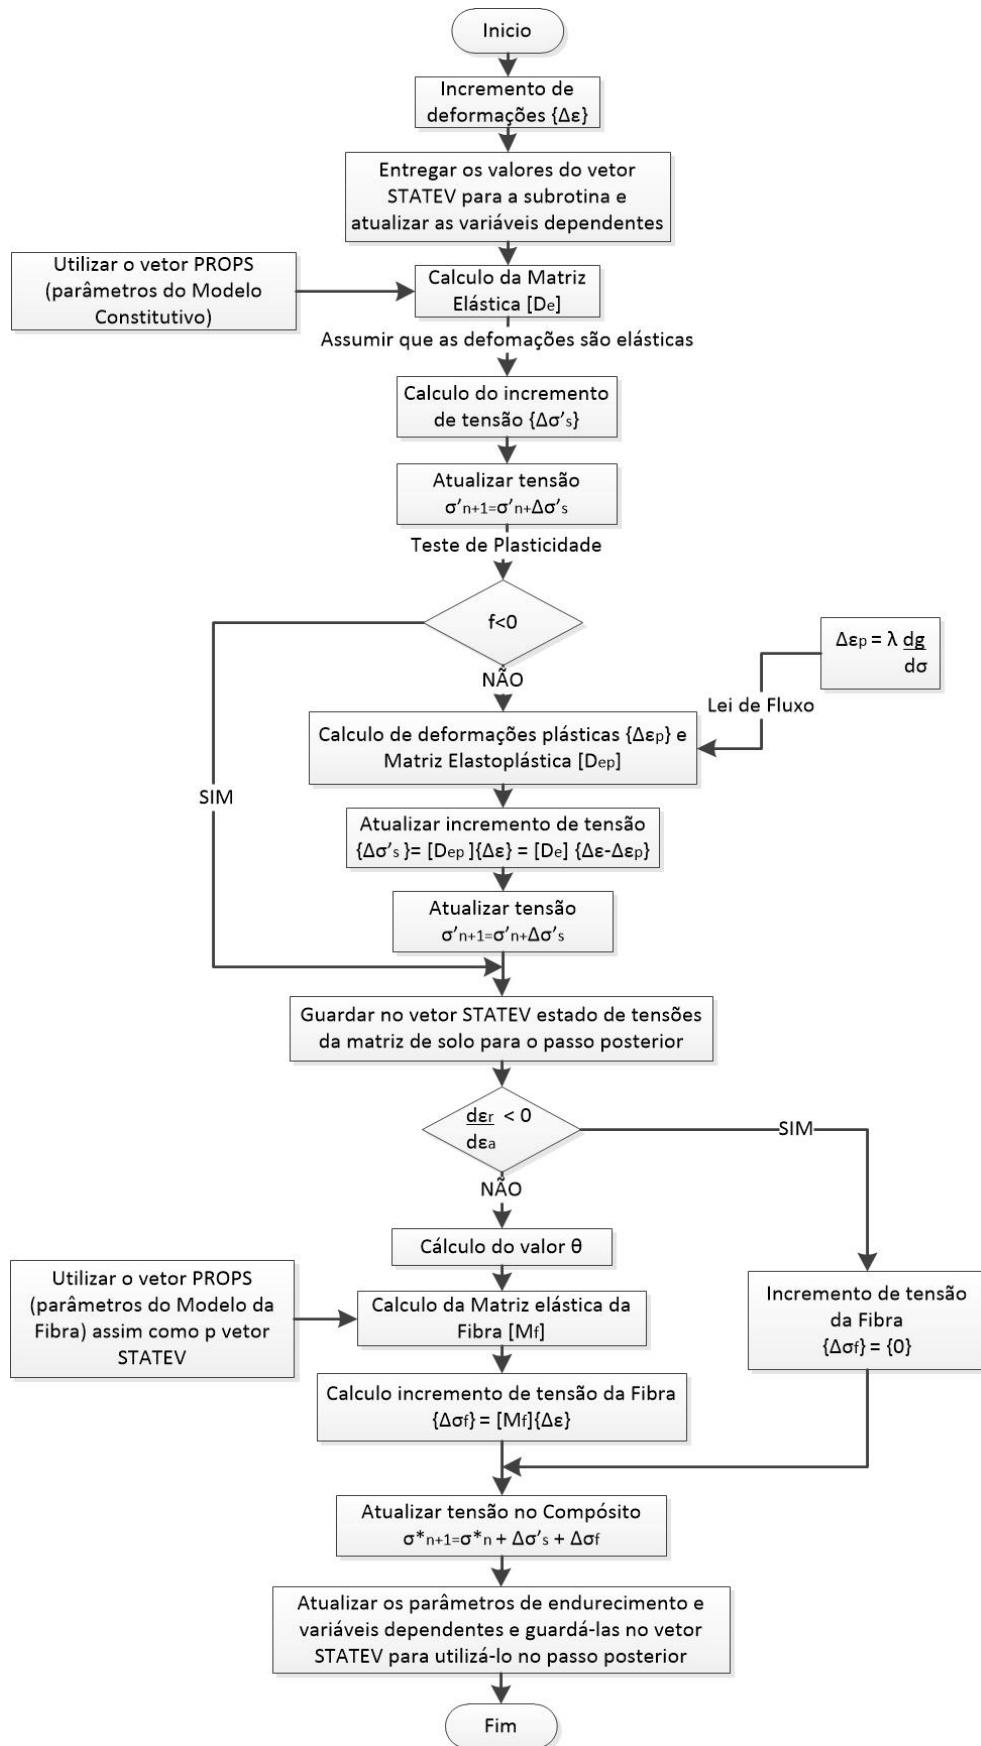 Inicio
Incremento de
deformações {Δε}
Entregar os valores do vetor
STATEV para a subrotina e
atualizar as variáveis dependentes
Utilizar o vetor PROPS
(parâmetros do Modelo
Constitutivo)
Calculo da Matriz
Elástica [De]
Assumir que as defomações são elásticas
Calculo do incremento
de tensão {Δσ’s}
Atualizar tensão
σ’n+1=σ’n+Δσ’s
Teste de Plasticidade
f<0
NÃO
SIM
Δεp = λ dg
dσ
Lei de Fluxo
Calculo de deformações plásticas {Δεp} e
Matriz Elastoplástica [Dep]
Atualizar incremento de tensão
{Δσ’s }= [Dep ]{Δε} = [De] {Δε-Δεp}
Atualizar tensão
σ’n+1=σ’n+Δσ’s
Guardar no vetor STATEV estado de tensões
da matriz de solo para o passo posterior
dεr < 0
dεa
SIM
NÃO
Cálculo do valor θ
Utilizar o vetor PROPS
(parâmetros do Modelo da
Fibra) assim como p vetor
STATEV
Calculo da Matriz elástica da
Fibra [Mf]
Incremento de tensão
da Fibra
{Δσf} = {0}
Calculo incremento de tensão da Fibra
{Δσf} = [Mf]{Δε}
Atualizar tensão no Compósito
σ*n+1=σ*n + Δσ’s + Δσf
Atualizar os parâmetros de endurecimento e
variáveis dependentes e guardá-las no vetor
STATEV para utilizá-lo no passo posterior
Fim